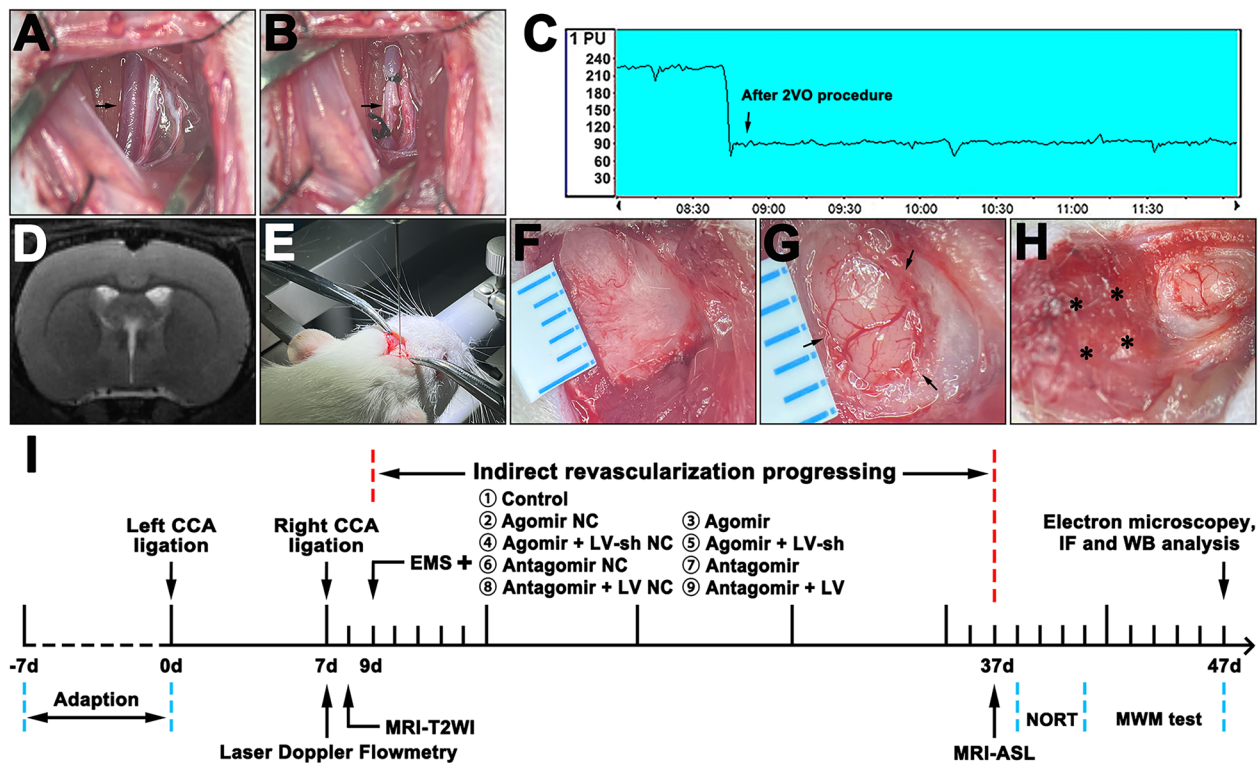 A
B
C
1 PU
240
210
180
150
120
90
60
30
After 2VO procedure
08:30 09:00 09:30 10:00 10:30 11:00 11:30
D
E
F
G
H
* * * *
I
Indirect revascularization progressing
① Control
② Agomir NC ③ Agomir
④ Agomir + LV-sh NC ⑤ Agomir + LV-sh
⑥ Antagomir NC ⑦ Antagomir
⑧ Antagomir + LV NC ⑨ Antagomir + LV
EMS +
Left CCA
ligation
Right CCA
ligation
Electron microscopey,
IF and WB analysis
-7d 0d 7d 9d 37d 47d
Adaption
MRI-T2WI
Laser Doppler Flowmetry
MRI-ASL
NORT
MWM test